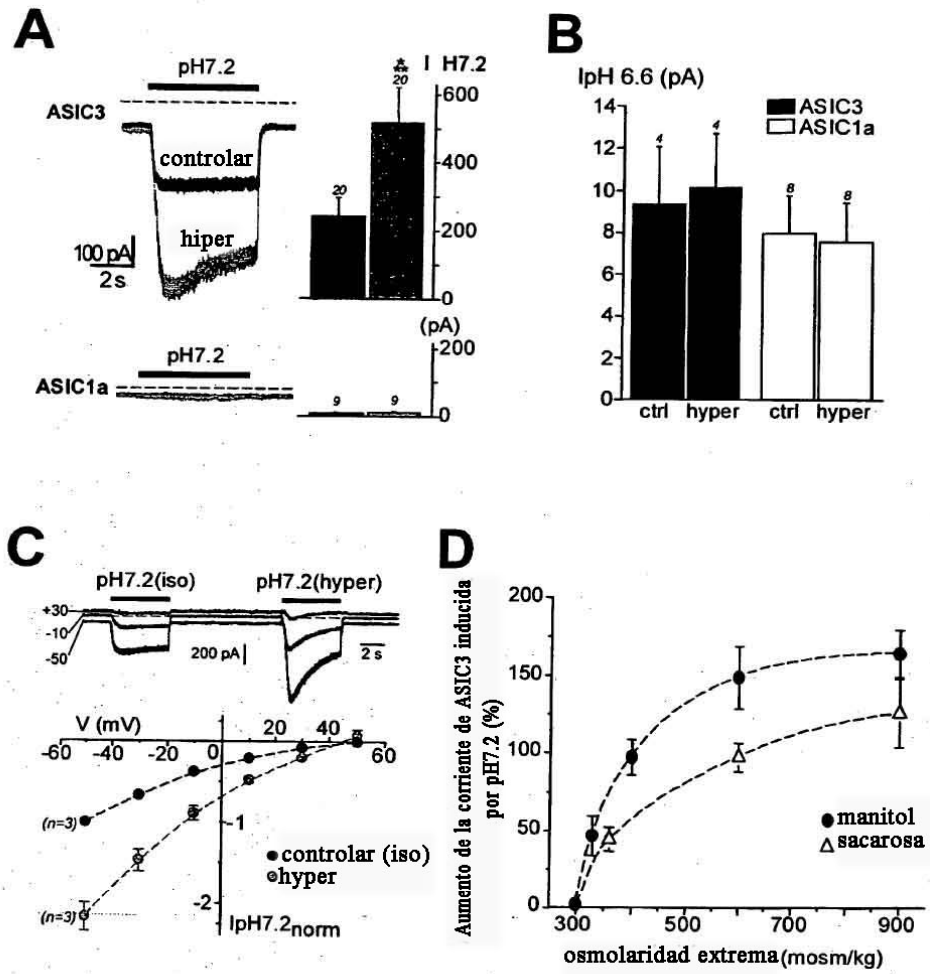 A
pH7.2
ASIC3
controlar
hiper
100 pA
2 s
20
20
I H7.2
600
400
200
0
(pA)
pH7.2
ASIC1a
9
9
200
0
B
IpH 6.6 (pA)
14
12
10
8
6
4
2
0
ASIC3
ASIC1a
4
4
8
8
ctrl
hyper
ctrl
hyper
C
pH7.2(iso)
pH7.2(hyper)
+30
-10
-50
200 pA
2 s
V (mV)
-60
-40
-20
0
20
40
60
-1
-2
(n=3)
(n=3)
controlar (iso)
hyper
IpH7.2norm
D
Aumento de la corriente de ASIC3 inducida
por pH7.2 (%)
200
150
100
50
0
manitol
sacarosa
300
500
700
900
osmolaridad extrema (mosm/kg)